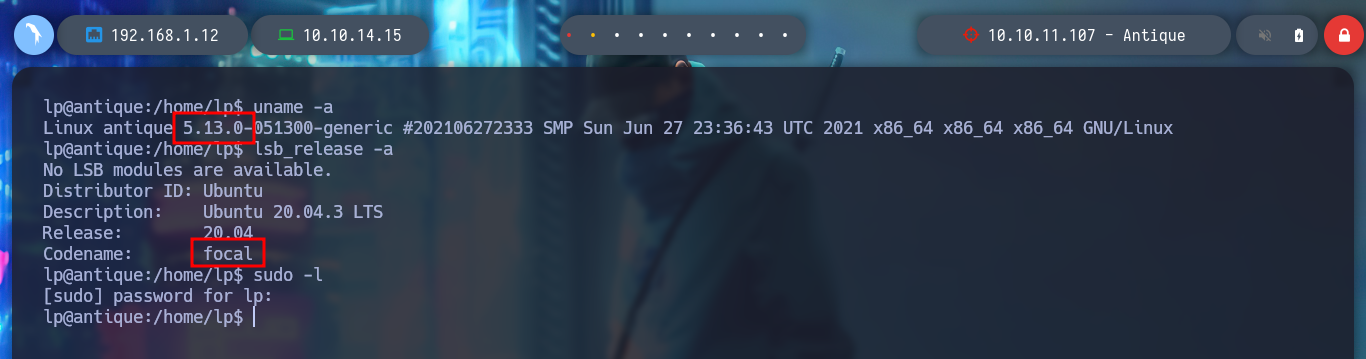 192.168.1.12 10.10.14.15 10.10.11.107 - Antique
lp@antique:/home/lp$ uname -a
Linux antique 5.13.0-051300-generic #202106272333 SMP Sun Jun 27 23:36:43 UTC 2021 x86_64 x86_64 x86_64 GNU/Linux
lp@antique:/home/lp$ lsb_release -a
No LSB modules are available.
Distributor ID: Ubuntu
Description:    Ubuntu 20.04.3 LTS
Release:        20.04
Codename:       focal
lp@antique:/home/lp$ sudo -l
[sudo] password for lp:
lp@antique:/home/lp$